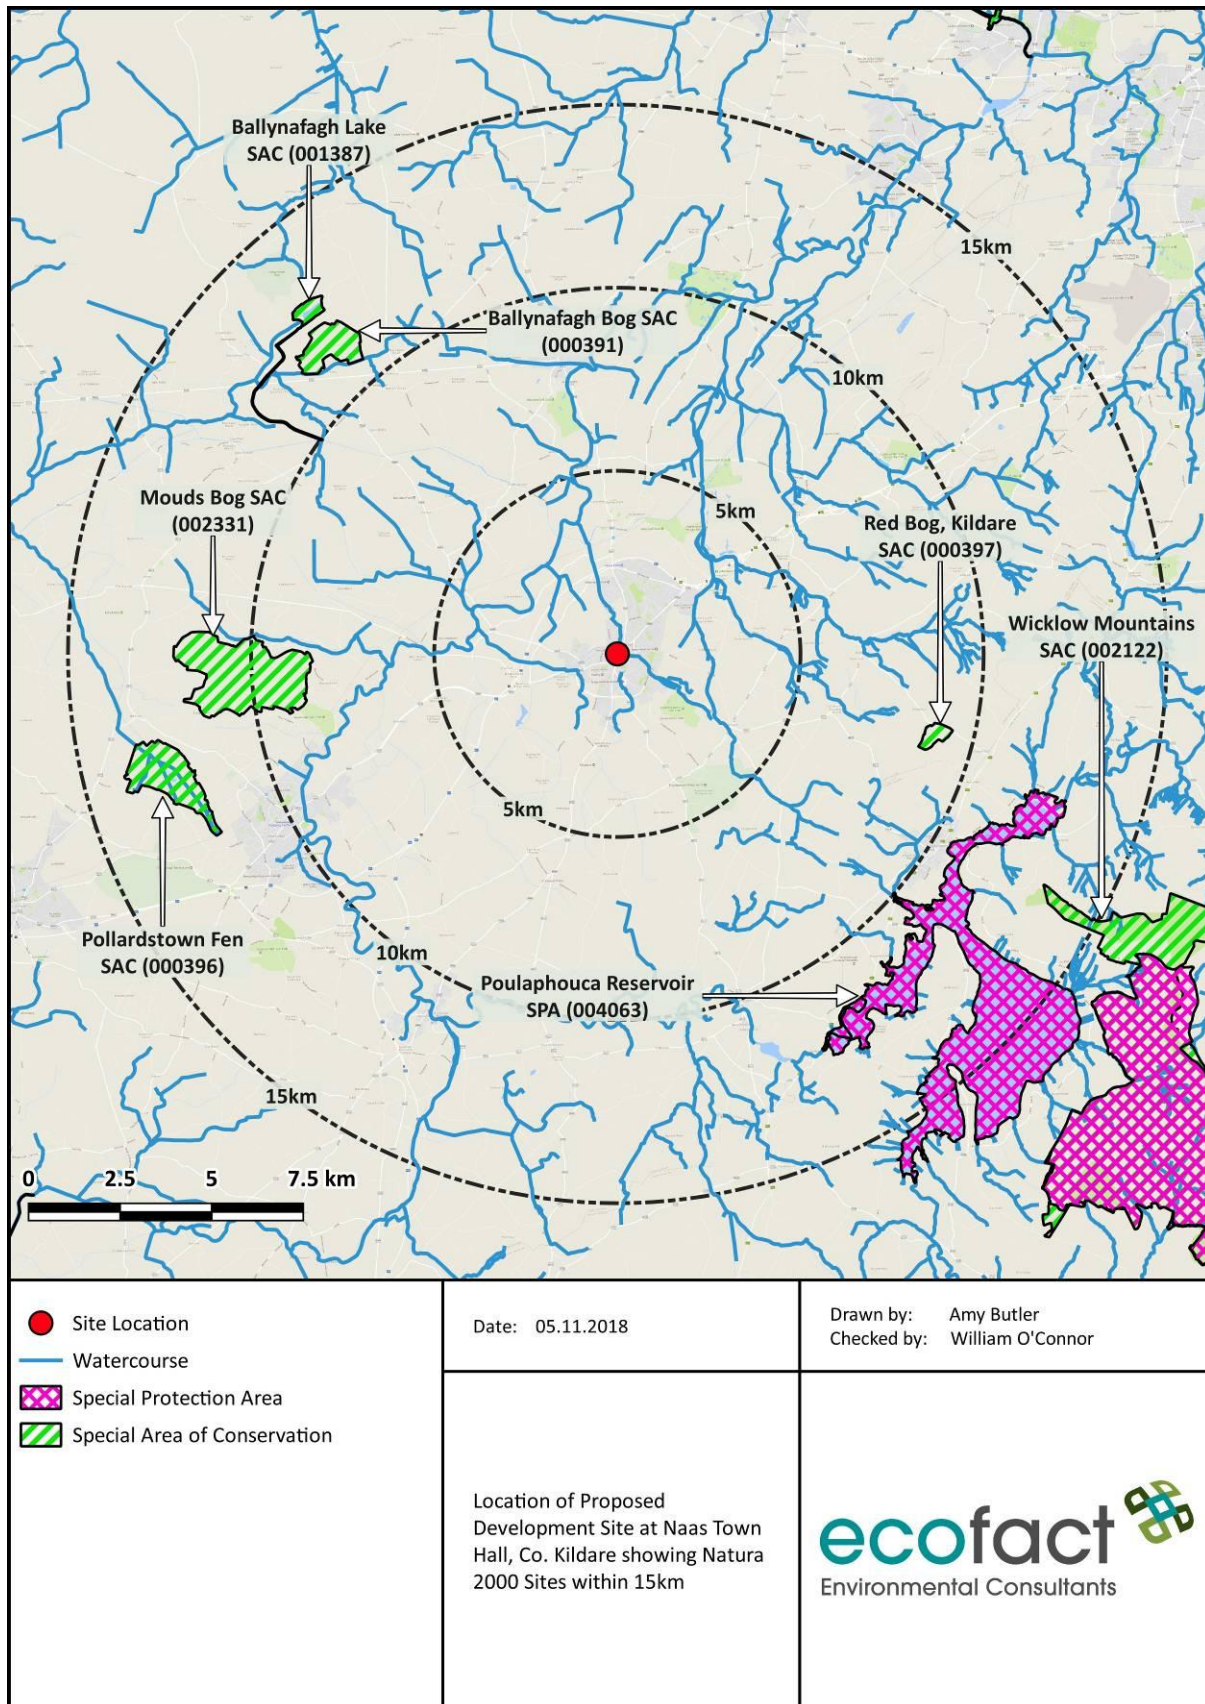 Ballynafagh Lake
SAC (001387)
15km
Ballynafagh Bog SAC
(000391)
10km
Mouds Bog SAC
(002331)
5km
Red Bog, Kildare
SAC (000397)
Wicklow Mountains
SAC (002122)
5km
Pollardstown Fen
SAC (000396)
10km
Poulaphouca Reservoir
SPA (004063)
15km
0 2.5 5 7.5 km
Site Location
Watercourse
Special Protection Area
Special Area of Conservation
Date: 05.11.2018
Drawn by: Amy Butler
Checked by: William O'Connor
Location of Proposed
Development Site at Naas Town
Hall, Co. Kildare showing Natura
2000 Sites within 15km
ecofact
Environmental Consultants